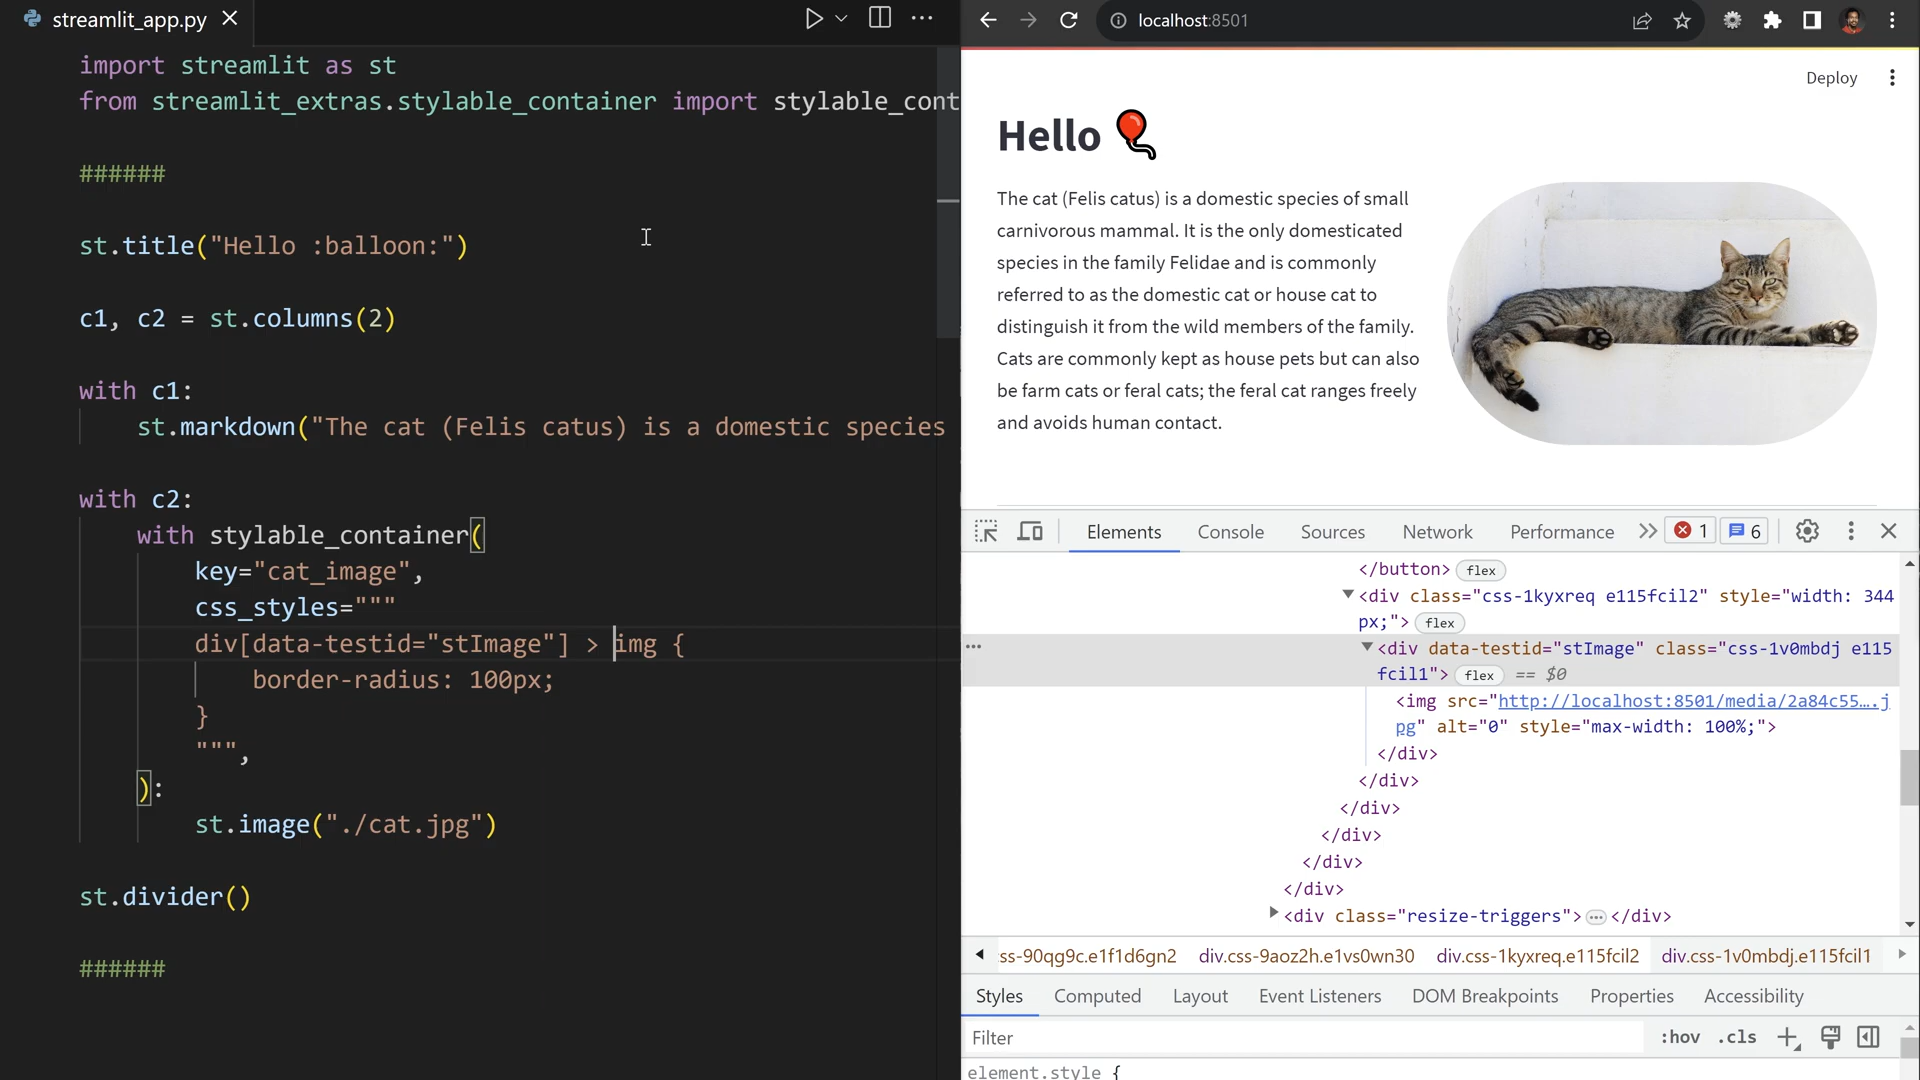 streamlit_app.py
import streamlit as st
from streamlit_extras.stylable_container import stylable_cont
######
st.title("Hello :balloon:")
c1, c2 = st.columns(2)
with c1:
st.markdown("The cat (Felis catus) is a domestic species
with c2:
with stylable_container(
key="cat_image",
css_styles="""
div[data-testid="stImage"] > img {
border-radius: 100px;
}
""",
):
st.image("./cat.jpg")
st.divider()
######
localhost:8501
Deploy
Hello
The cat (Felis catus) is a domestic species of small
carnivorous mammal. It is the only domesticated
species in the family Felidae and is commonly
referred to as the domestic cat or house cat to
distinguish it from the wild members of the family.
Cats are commonly kept as house pets but can also
be farm cats or feral cats; the feral cat ranges freely
and avoids human contact.
Elements Console Sources Network Performance 1 6
</button> flex
<div class="css-1kyxreq e115fcil2" style="width: 344
px;"> flex
<div data-testid="stImage" class="css-1v0mbdj e115
fcil1"> flex == $0
<img src="http://localhost:8501/media/2a84c55….j
pg" alt="0" style="max-width: 100%;">
</div>
</div>
</div>
</div>
</div>
</div>
<div class="resize-triggers"> … </div>
ss-90qg9c.e1f1d6gn2 div.css-9aoz2h.e1vs0wn30 div.css-1kyxreq.e115fcil2 div.css-1v0mbdj.e115fcil1
Styles Computed Layout Event Listeners DOM Breakpoints Properties Accessibility
Filter :hov .cls
element.style {